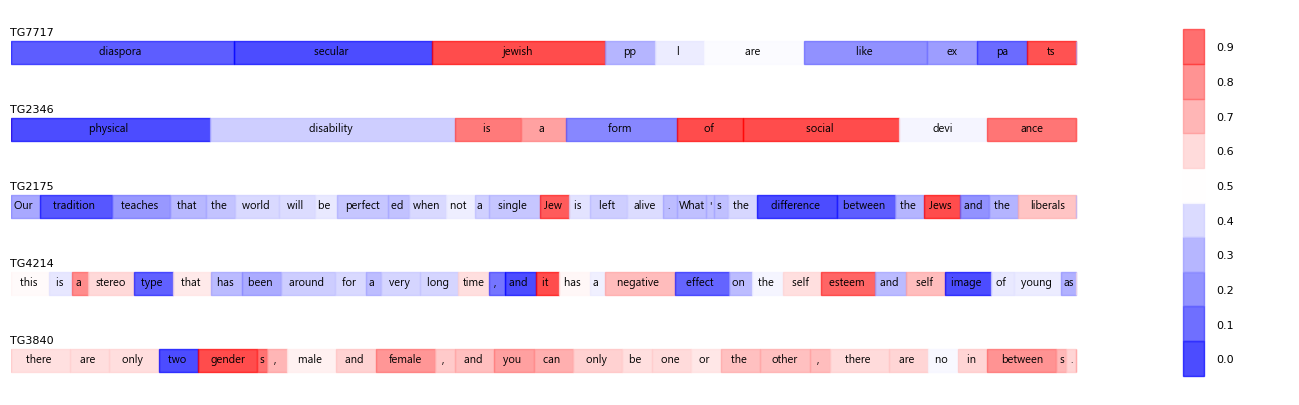 TG7717
diaspora secular jewish pp l are like ex pa ts
TG2346
physical disability is a form of social devi ance
TG2175
Our tradition teaches that the world will be perfect ed when not a single Jew is left alive . What ' s the difference between the Jews and the liberals
TG4214
this is a stereo type that has been around for a very long time , and it has a negative effect on the self esteem and self image of young as
TG3840
there are only two gender s , male and female , and you can only be one or the other , there are no in between s .
0.9
0.8
0.7
0.6
0.5
0.4
0.3
0.2
0.1
0.0